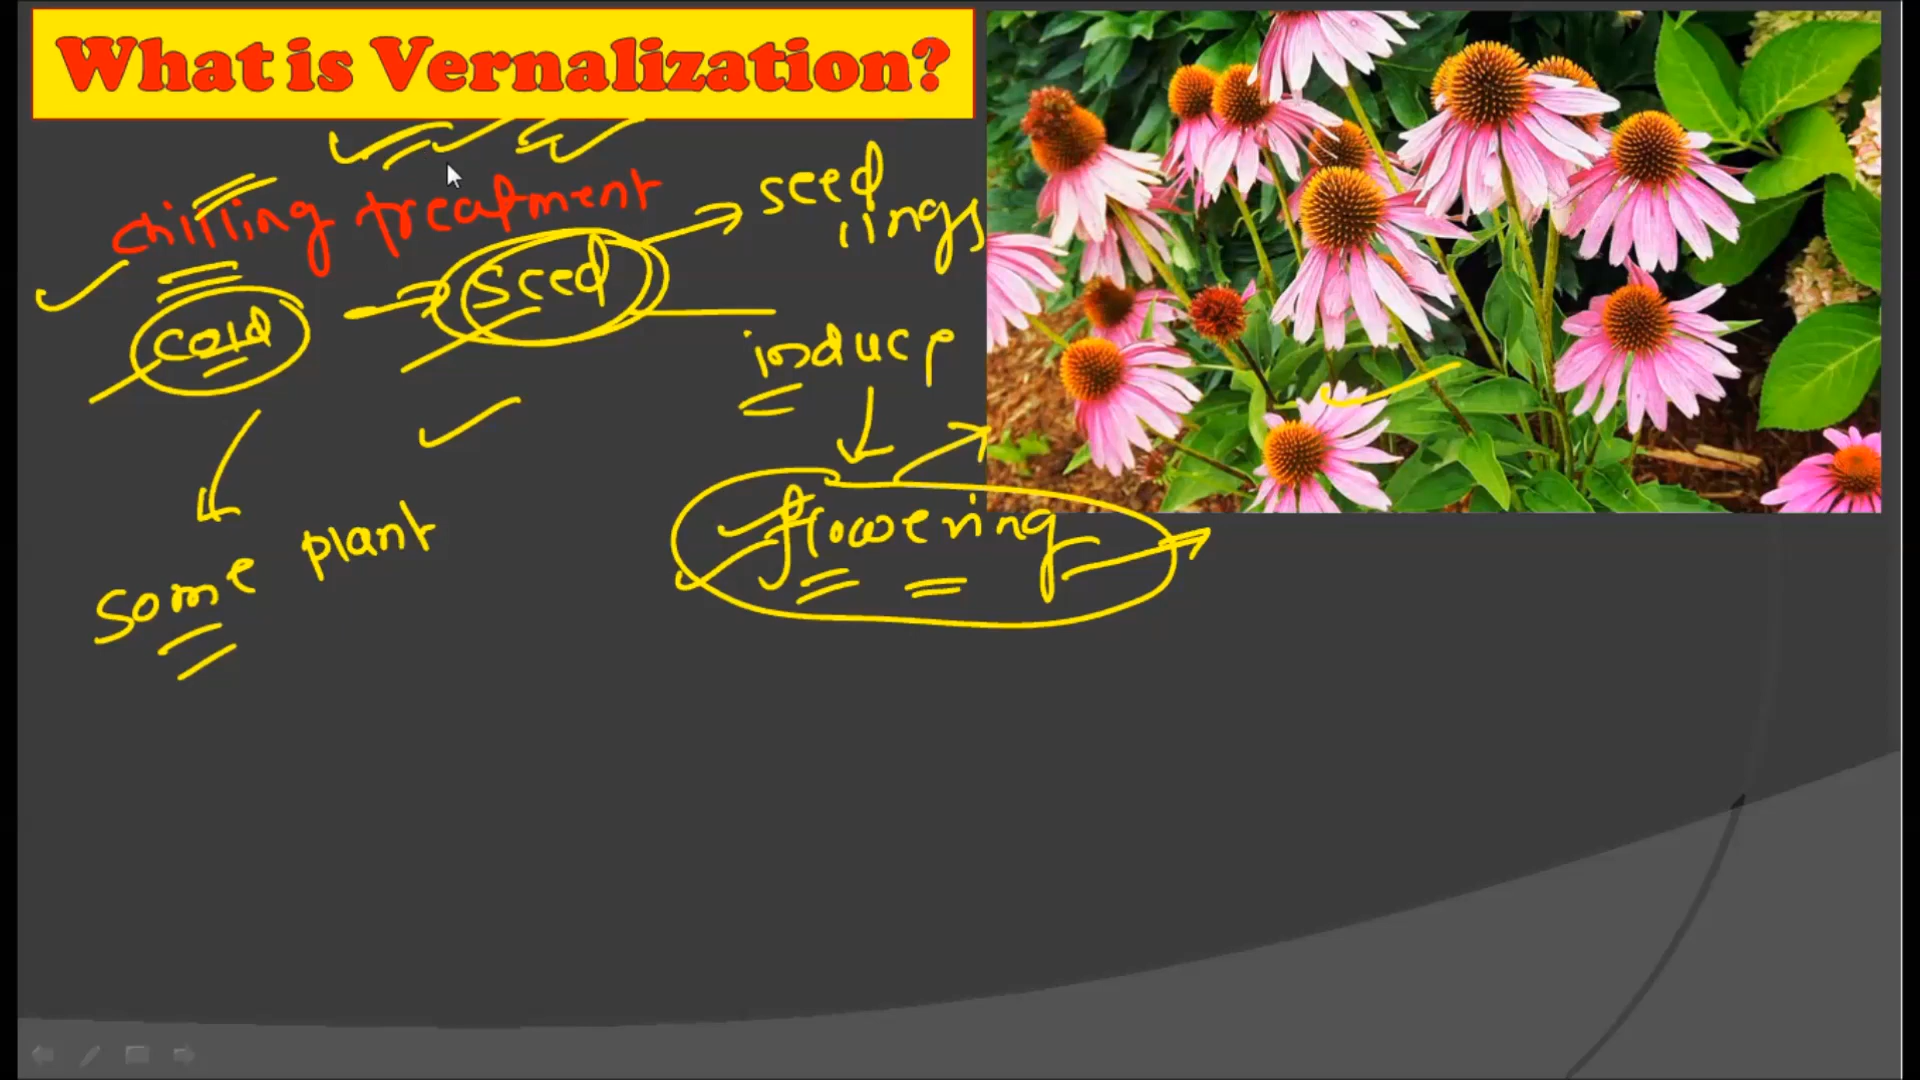 What is Vernalization?
chilling treatment
seed
lings
seed
cold
induce
flowering
some plant